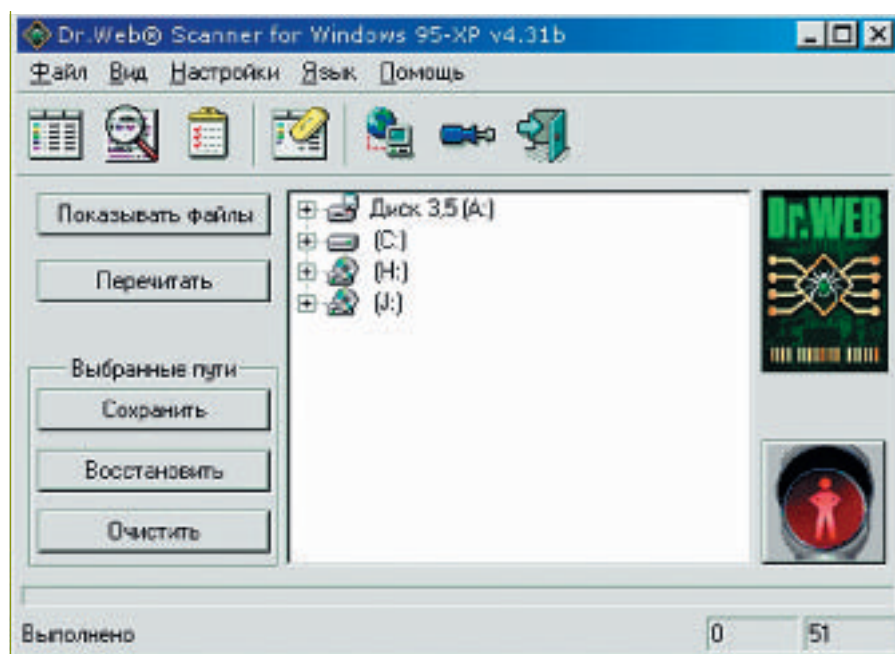 Dr.Web® Scanner for Windows 95-XP v4.31b
Файл Вид Настройки Язык Помощь
Показывать файлы
Перечитать
Выбранные пути
Сохранить
Восстановить
Очистить
Диск 3,5 (A:)
(C:)
(H:)
(J:)
Dr.WEB
Выполнено
0
51